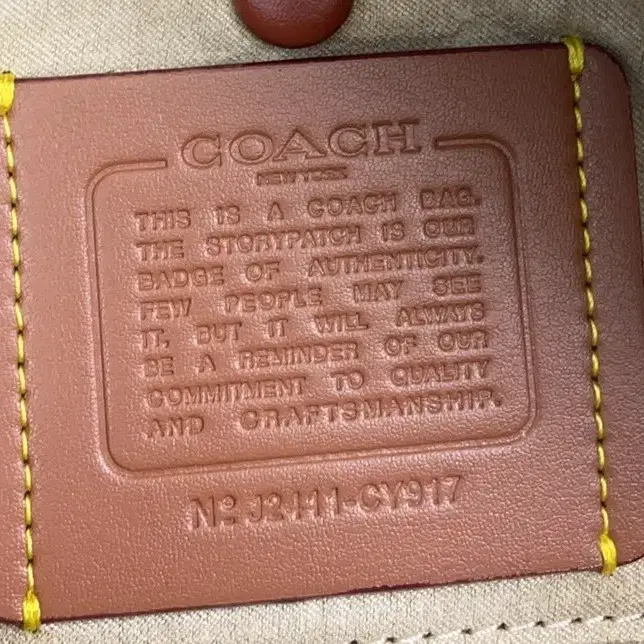 COACH
NEW YORK
THIS IS A COACH BAG.
THE STORYPATCH IS OUR
BADGE OF AUTHENTICITY.
FEW PEOPLE MAY SEE
IT. BUT IT WILL ALWAYS
BE A REMINDER OF OUR
COMMITMENT TO QUALITY
AND CRAFTSMANSHIP.
Nº J2111-CY917